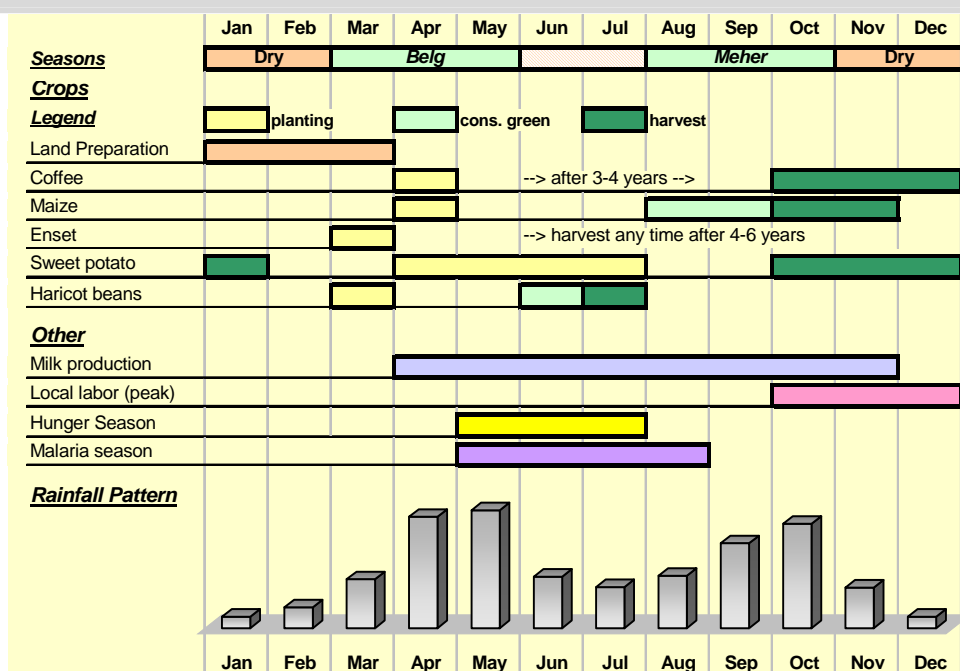 Jan Feb Mar Apr May Jun Jul Aug Sep Oct Nov Dec
Seasons Dry Belg Meher Dry
Crops
Legend planting cons. green harvest
Land Preparation
Coffee --> after 3-4 years -->
Maize
Enset --> harvest any time after 4-6 years
Sweet potato
Haricot beans
Other
Milk production
Local labor (peak)
Hunger Season
Malaria season
Rainfall Pattern
Jan Feb Mar Apr May Jun Jul Aug Sep Oct Nov Dec